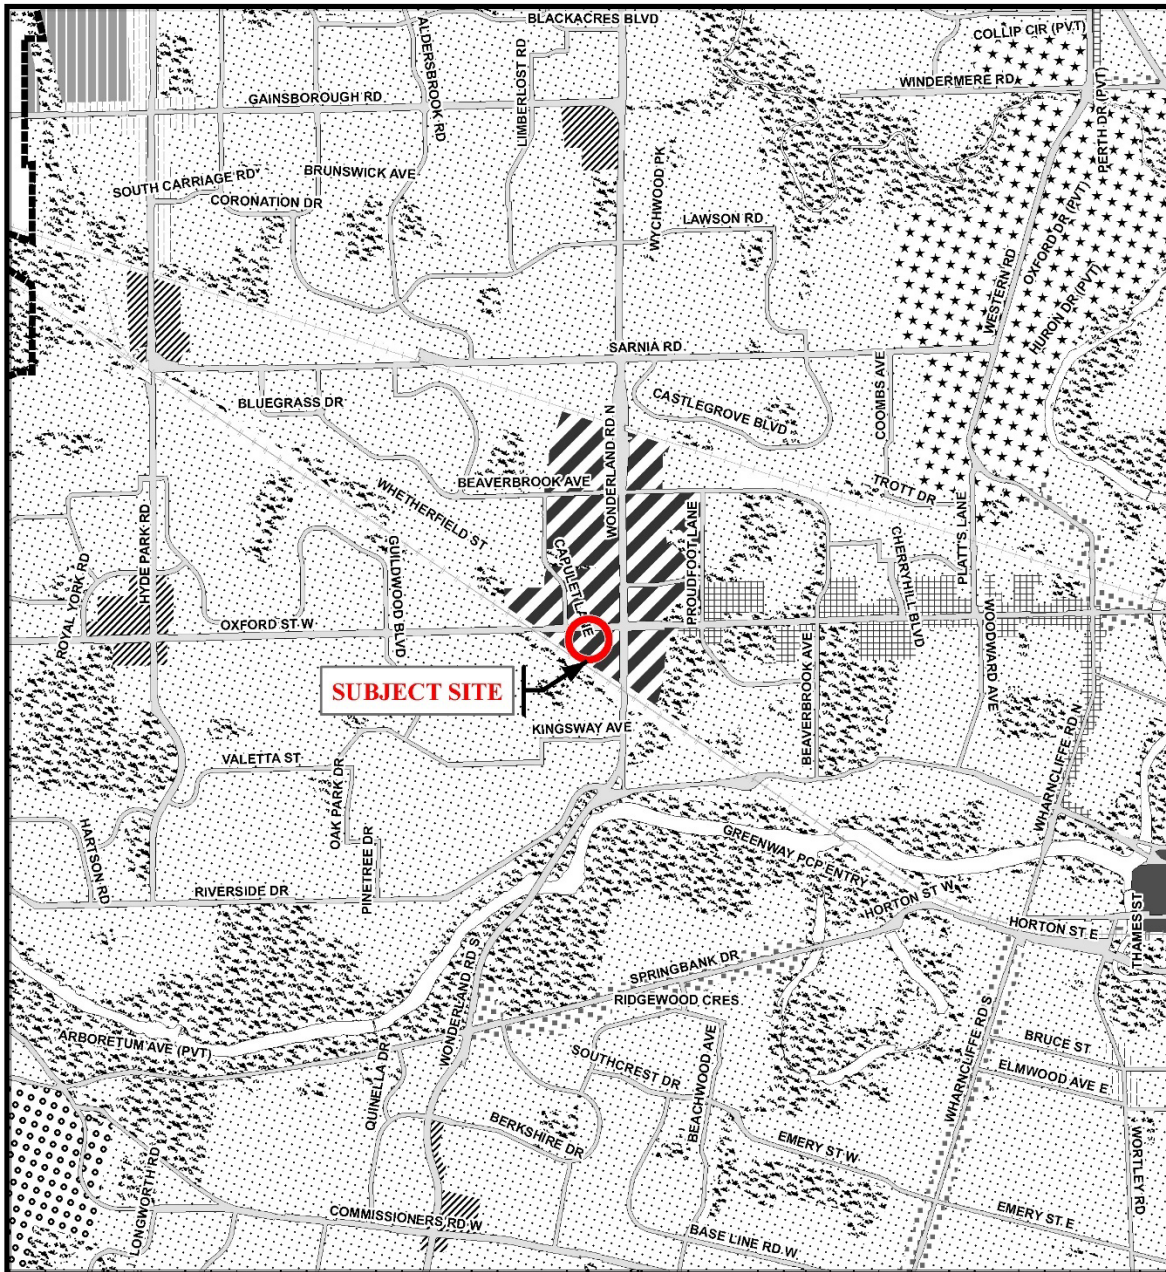 BLACKACRES BLVD
COLLIP CIR (PVT)
ALDERSBROOK RD
LIMBERLOST RD
WINDERMERE RD
PERTH DR (PVT)
GAINSBOROUGH RD
SOUTH CARRIAGE RD
BRUNSWICK AVE
CORONATION DR
WYCHWOOD PK
LAWSON RD
OXFORD DR (PVT)
WESTERN RD
HURON DR (PVT)
SARNIA RD
BLUEGRASS DR
CASTLEGROVE BLVD
COOMBS AVE
WONDERLAND RD N
BEAVERBROOK AVE
WHETHERFIELD ST
TROTT DR
HYDE PARK RD
PROUDFOOT LANE
PLATT'S LANE
GUILDWOOD BLVD
CAPULET LANE
CHERRYHILL BLVD
ROYAL YORK RD
OXFORD ST W
WOODWARD AVE
BEAVERBROOK AVE
SUBJECT SITE
KINGSWAY AVE
WHARNCLIFFE RD N
VALETTA ST
OAK PARK DR
HARTSON RD
PINETREE DR
GREENWAY PCP ENTRY
RIVERSIDE DR
HORTON ST W
HORTON ST E
THAMES ST
WONDERLAND RD S
SPRINGBANK DR
RIDGEWOOD CRES
ARBORETUM AVE (PVT)
QUINELLA DR
SOUTHCREST DR
BEACHWOOD AVE
WHARNCLIFFE RD S
BRUCE ST
ELMWOOD AVE E
BERKSHIRE DR
EMERY ST W
WORTLEY RD
LONGWORTH RD
COMMISSIONERS RD W
BASE LINE RD W
EMERY ST E